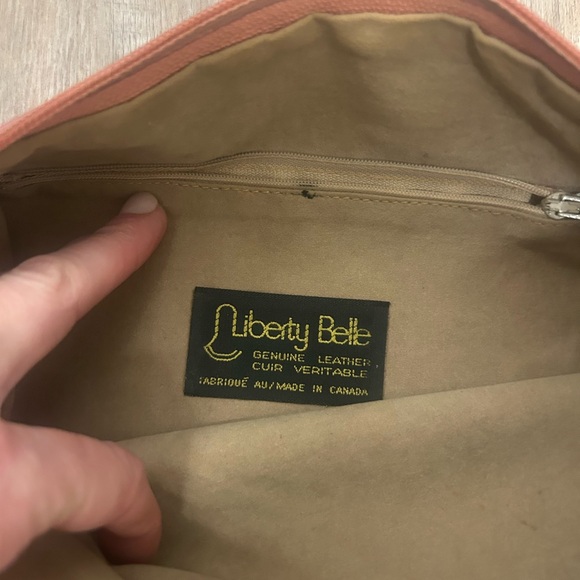 Liberty Belle
GENUINE LEATHER
CUIR VERITABLE
FABRIQUÉ AU/MADE IN CANADA